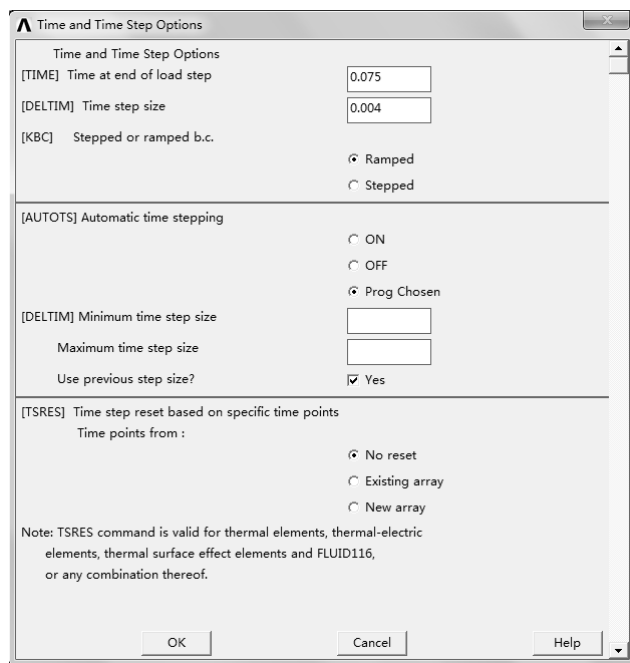 Time and Time Step Options
Time and Time Step Options
[TIME] Time at end of load step 0.075
[DELTIM] Time step size 0.004
[KBC] Stepped or ramped b.c.
Ramped
Stepped
[AUTOTS] Automatic time stepping
ON
OFF
Prog Chosen
[DELTIM] Minimum time step size
Maximum time step size
Use previous step size? Yes
[TSRES] Time step reset based on specific time points
Time points from :
No reset
Existing array
New array
Note: TSRES command is valid for thermal elements, thermal-electric
elements, thermal surface effect elements and FLUID116,
or any combination thereof.
OK Cancel Help